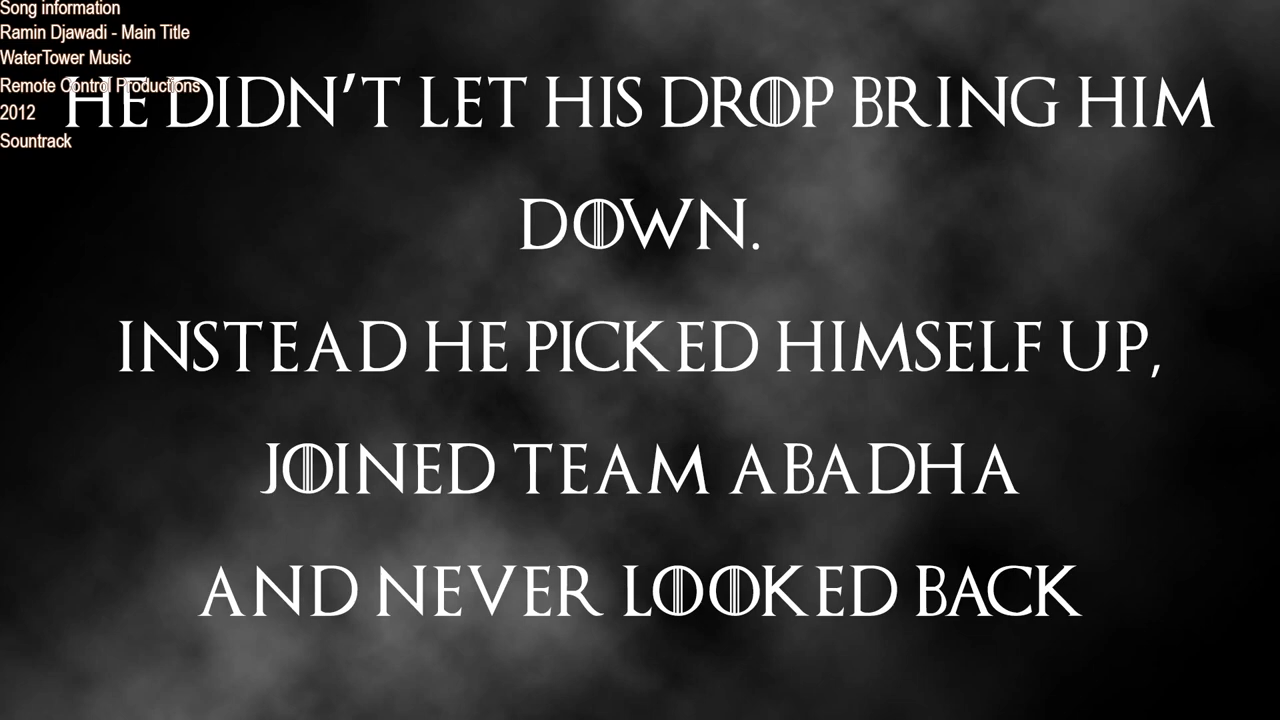 Song information
Ramin Djawadi - Main Title
WaterTower Music
Remote Control Productions
2012
Sountrack
HE DIDN'T LET HIS DROP BRING HIM
DOWN.
INSTEAD HE PICKED HIMSELF UP,
JOINED TEAM ABADHA
AND NEVER LOOKED BACK